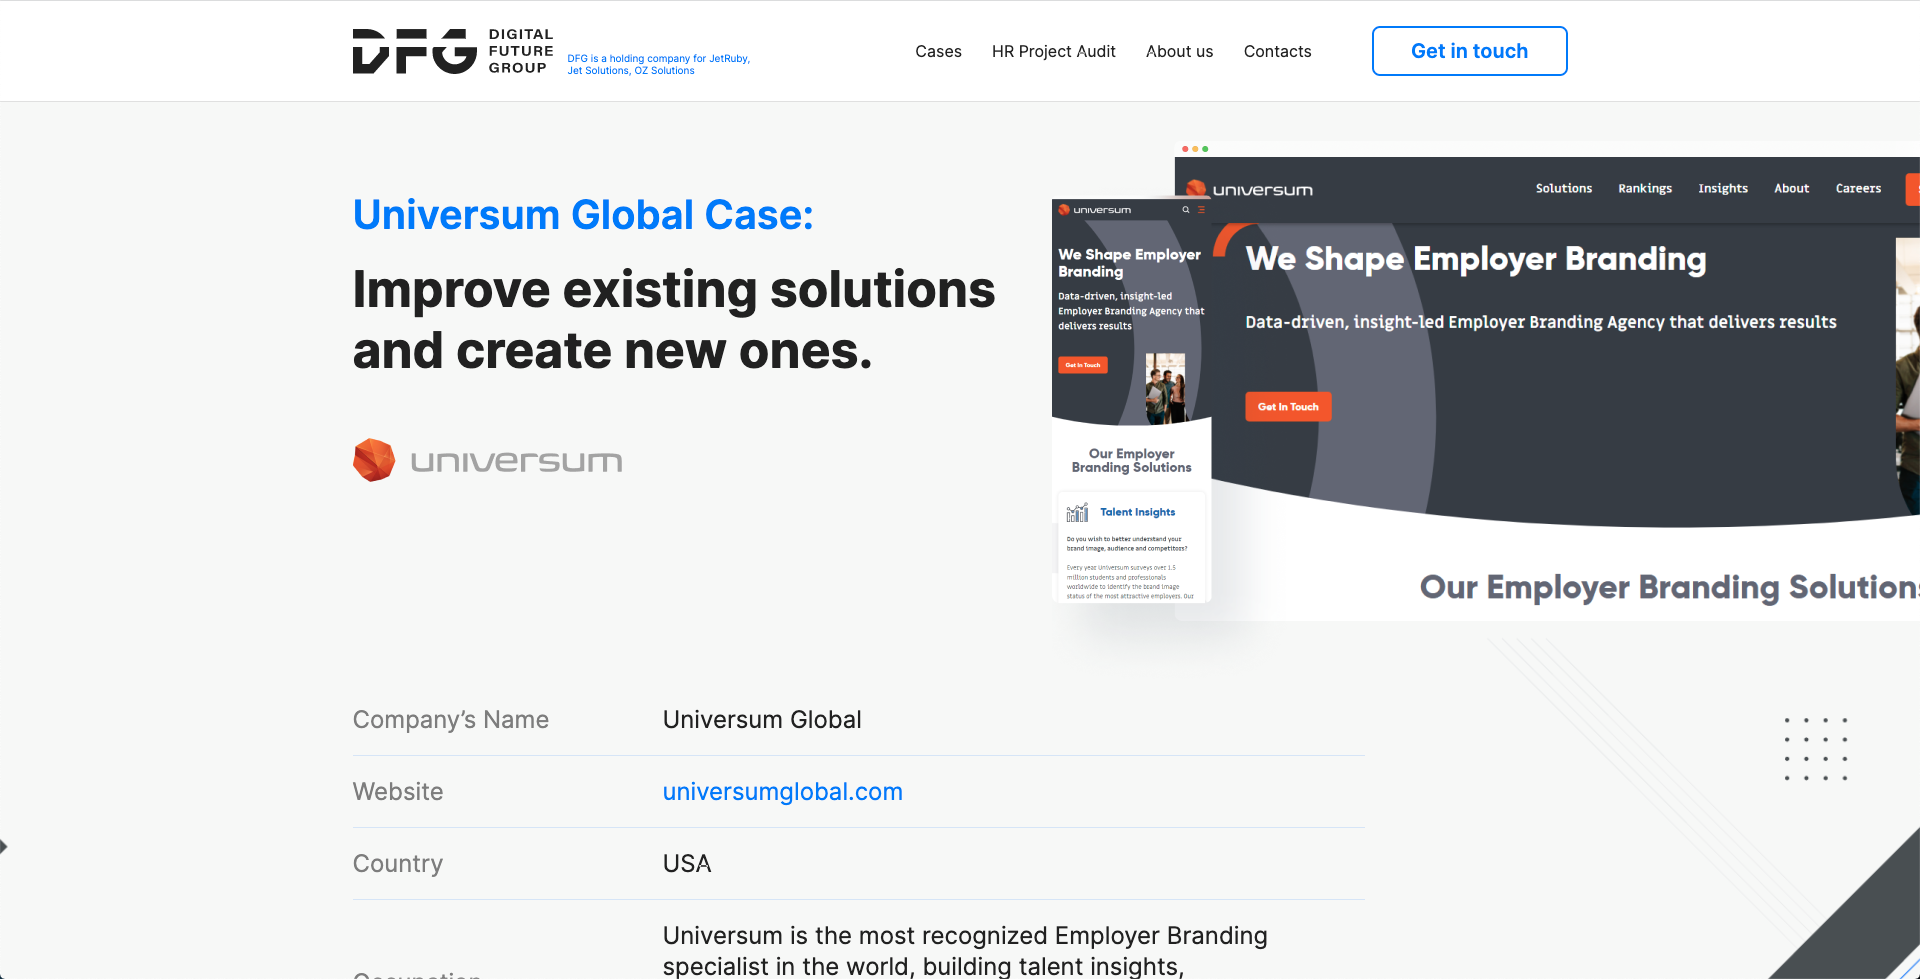 DIGITAL
FUTURE
GROUP
DFG
DFG is a holding company for JetRuby,
Jet Solutions, OZ Solutions
Cases
HR Project Audit
About us
Contacts
Get in touch
Universum Global Case:
Improve existing solutions
and create new ones.
universum
universum
We Shape Employer
Branding
Data-driven, insight-led
Employer Branding Agency that
delivers results
Get In Touch
Our Employer
Branding Solutions
Talent Insights
Do you wish to better understand your
brand image, audience and competitors?
Every year Universum surveys over 1.5
million students and professionals
worldwide to identify the brand image
status of the most attractive employers. Our
universum
Solutions
Rankings
Insights
About
Careers
We Shape Employer Branding
Data-driven, insight-led Employer Branding Agency that delivers results
Get In Touch
Our Employer Branding Solutions
Company’s Name
Universum Global
Website
universumglobal.com
Country
USA
Occupation
Universum is the most recognized Employer Branding
specialist in the world, building talent insights,